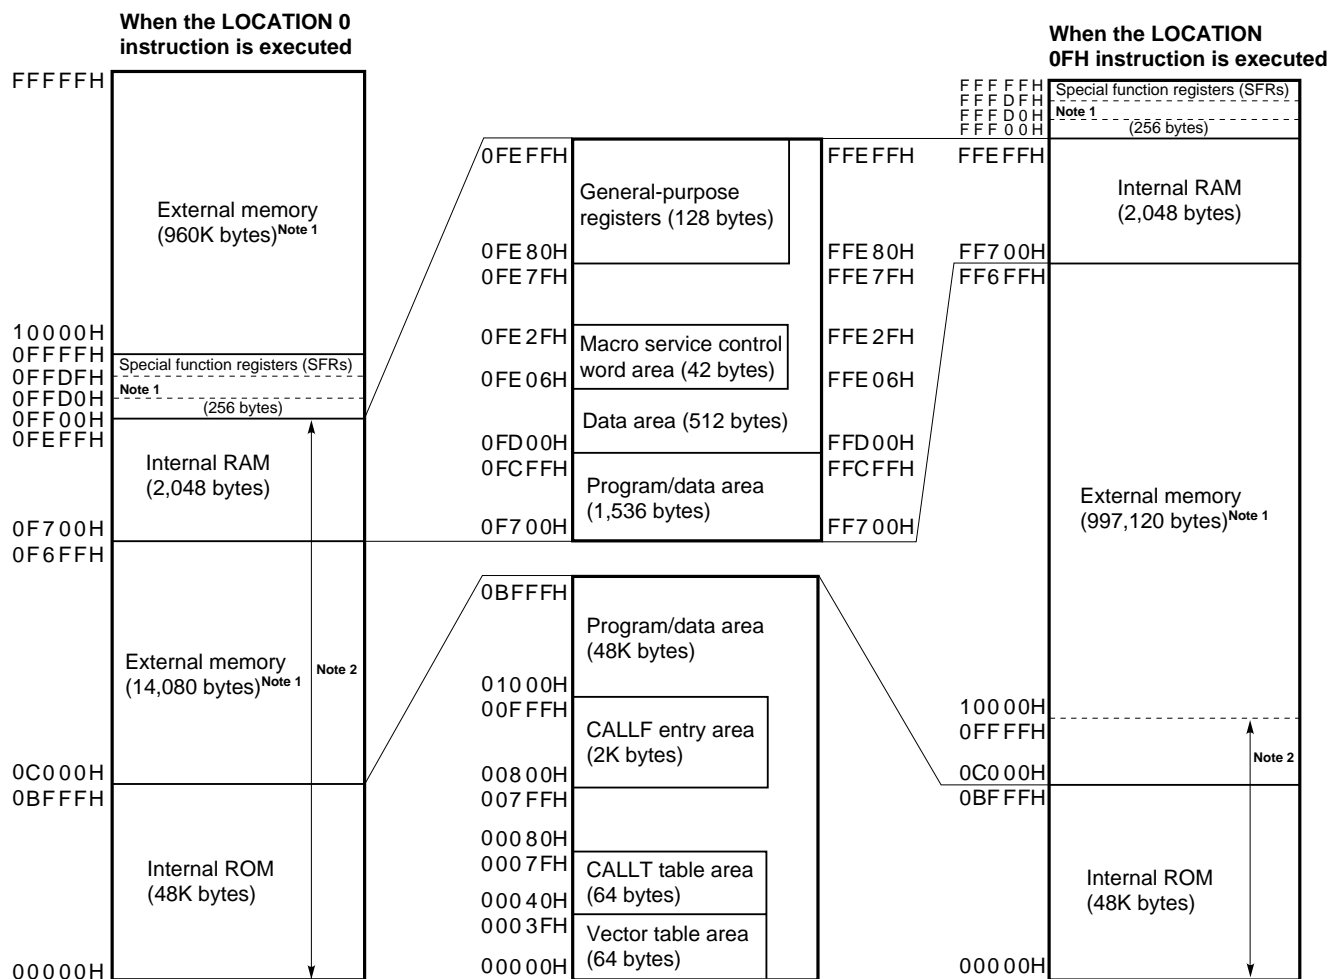 When the LOCATION 0
instruction is executed
FFFFFH
External memory
(960K bytes)Note 1
10000H
0FFFFH
Special function registers (SFRs)
0FFDFH
Note 1
0FFD0H
(256 bytes)
0FF00H
0FEFFH
Internal RAM
(2,048 bytes)
0F700H
0F6FFH
External memory
(14,080 bytes)Note 1
Note 2
0C000H
0BFFFH
Internal ROM
(48K bytes)
00000H
0FEFFH
General-purpose
registers (128 bytes)
0FE80H
0FE7FH
0FE2FH
Macro service control
word area (42 bytes)
0FE06H
Data area (512 bytes)
0FD00H
0FCFFH
Program/data area
(1,536 bytes)
0F700H
FFEFFH
FFE80H
FFE7FH
FFE2FH
FFE06H
FFD00H
FFCFFH
FF700H
0BFFFH
Program/data area
(48K bytes)
01000H
00FFFH
CALLF entry area
(2K bytes)
00800H
007FFH
00080H
0007FH
CALLT table area
(64 bytes)
00040H
0003FH
Vector table area
(64 bytes)
00000H
When the LOCATION
0FH instruction is executed
FFFFFH
Special function registers (SFRs)
FFFDFH
Note 1
FFFD0H
(256 bytes)
FFF00H
FFEFFH
Internal RAM
(2,048 bytes)
FF700H
FF6FFH
External memory
(997,120 bytes)Note 1
10000H
0FFFFH
Note 2
0C000H
0BFFFH
Internal ROM
(48K bytes)
00000H